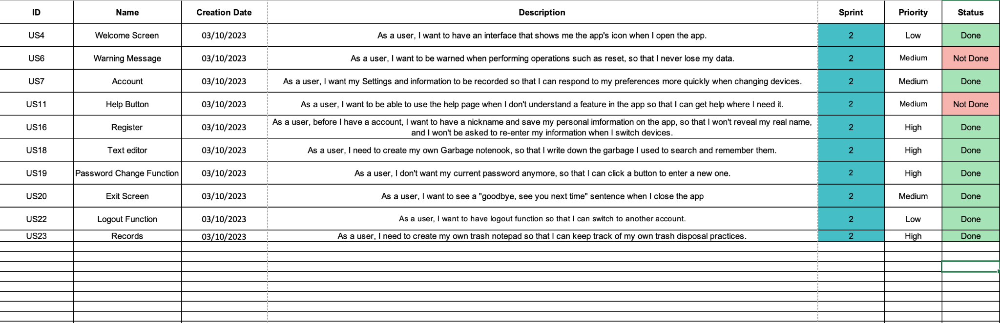 ID Name Creation Date Description Sprint Priority Status
US4 Welcome Screen 03/10/2023 As a user, I want to have an interface that shows me the app's icon when I open the app. 2 Low Done
US6 Warning Message 03/10/2023 As a user, I want to be warned when performing operations such as reset, so that I never lose my data. 2 Medium Not Done
US7 Account 03/10/2023 As a user, I want my Settings and information to be recorded so that I can respond to my preferences more quickly when changing devices. 2 Medium Done
US11 Help Button 03/10/2023 As a user, I want to be able to use the help page when I don't understand a feature in the app so that I can get help where I need it. 2 Medium Not Done
US16 Register 03/10/2023 As a user, before I have a account, I want to have a nickname and save my personal imformation on the app, so that I won't reveal my real name,
and I won't be asked to re-enter my information when I switch devices. 2 High Done
US18 Text editor 03/10/2023 As a user, I need to create my own Garbage notenook, so that I write down the garbage I used to search and remember them. 2 High Done
US19 Password Change Function 03/10/2023 As a user, I don't want my current password anymore, so that I can click a button to enter a new one. 2 High Done
US20 Exit Screen 03/10/2023 As a user, I want to see a "goodbye, see you next time" sentence when I close the app 2 Medium Done
US22 Logout Function 03/10/2023 As a user, I want to have logout function so that I can switch to another account. 2 Low Done
US23 Records 03/10/2023 As a user, I need to create my own trash notepad so that I can keep track of my own trash disposal practices. 2 High Done